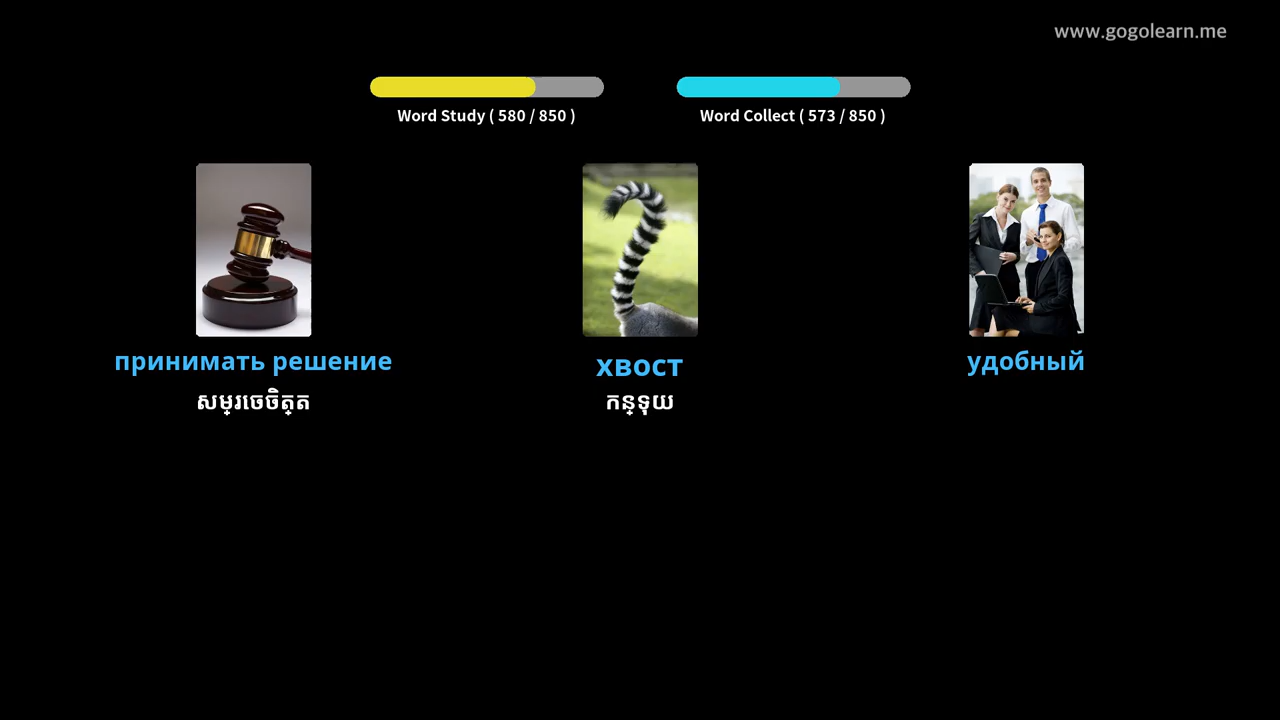 www.gogolearn.me
Word Study ( 580 / 850 )
Word Collect ( 573 / 850 )
принимать решение
хвост
удобный
សម្រេចចិត្ត
កន្ទុយ